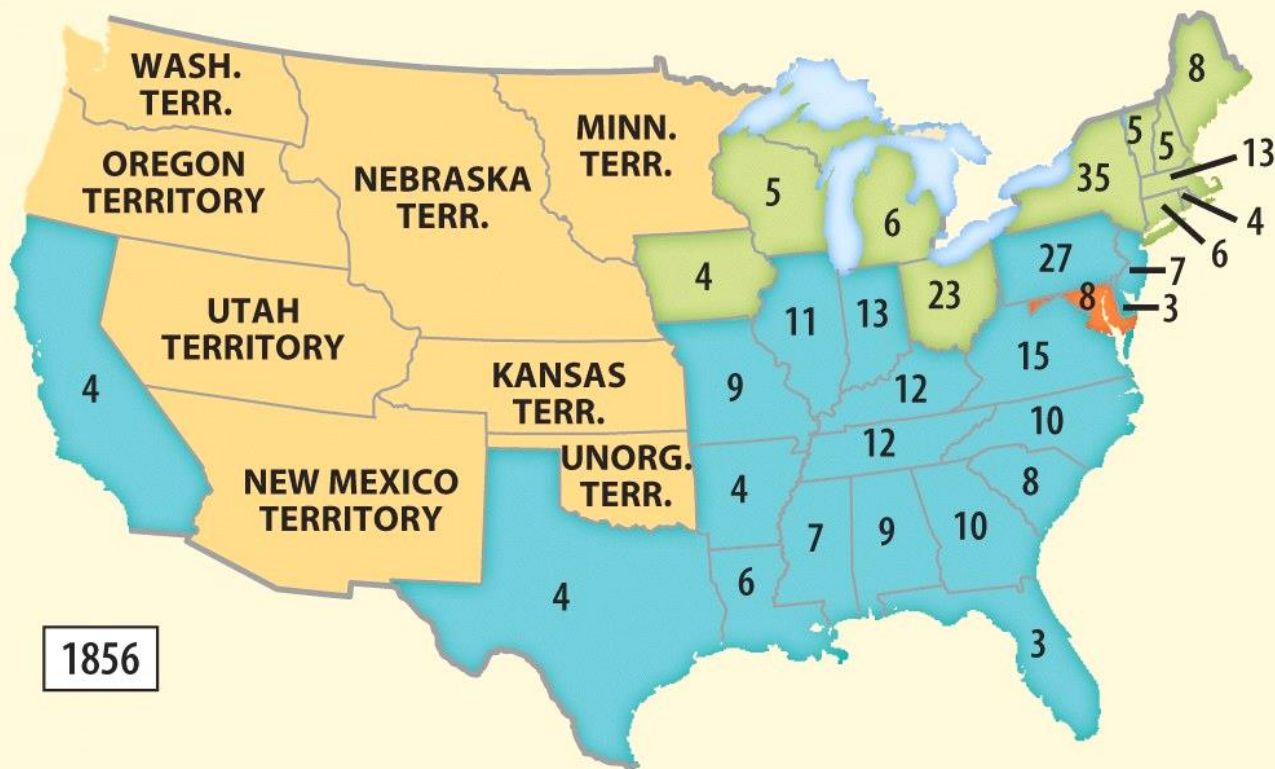 WASH.
TERR.
OREGON
TERRITORY
NEBRASKA
TERR.
MINN.
TERR.
UTAH
TERRITORY
KANSAS
TERR.
NEW MEXICO
TERRITORY
UNORG.
TERR.
8
5
5
13
35
4
6
5
6
27
7
4
23
8
3
11
13
15
4
9
12
10
12
4
8
7
9
10
6
4
3
1856